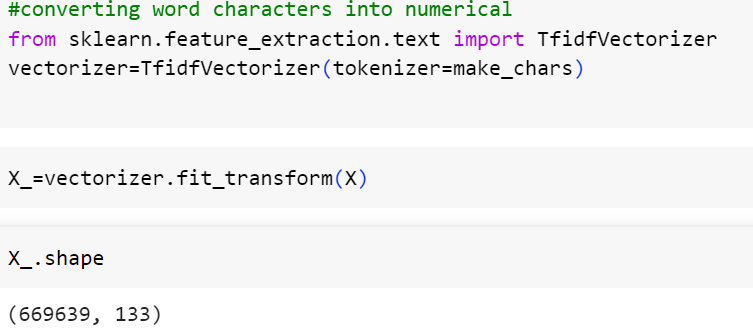 #converting word characters into numerical
from sklearn.feature_extraction.text import TfidfVectorizer
vectorizer=TfidfVectorizer(tokenizer=make_chars)
X_=vectorizer.fit_transform(X)
X_.shape
(669639, 133)